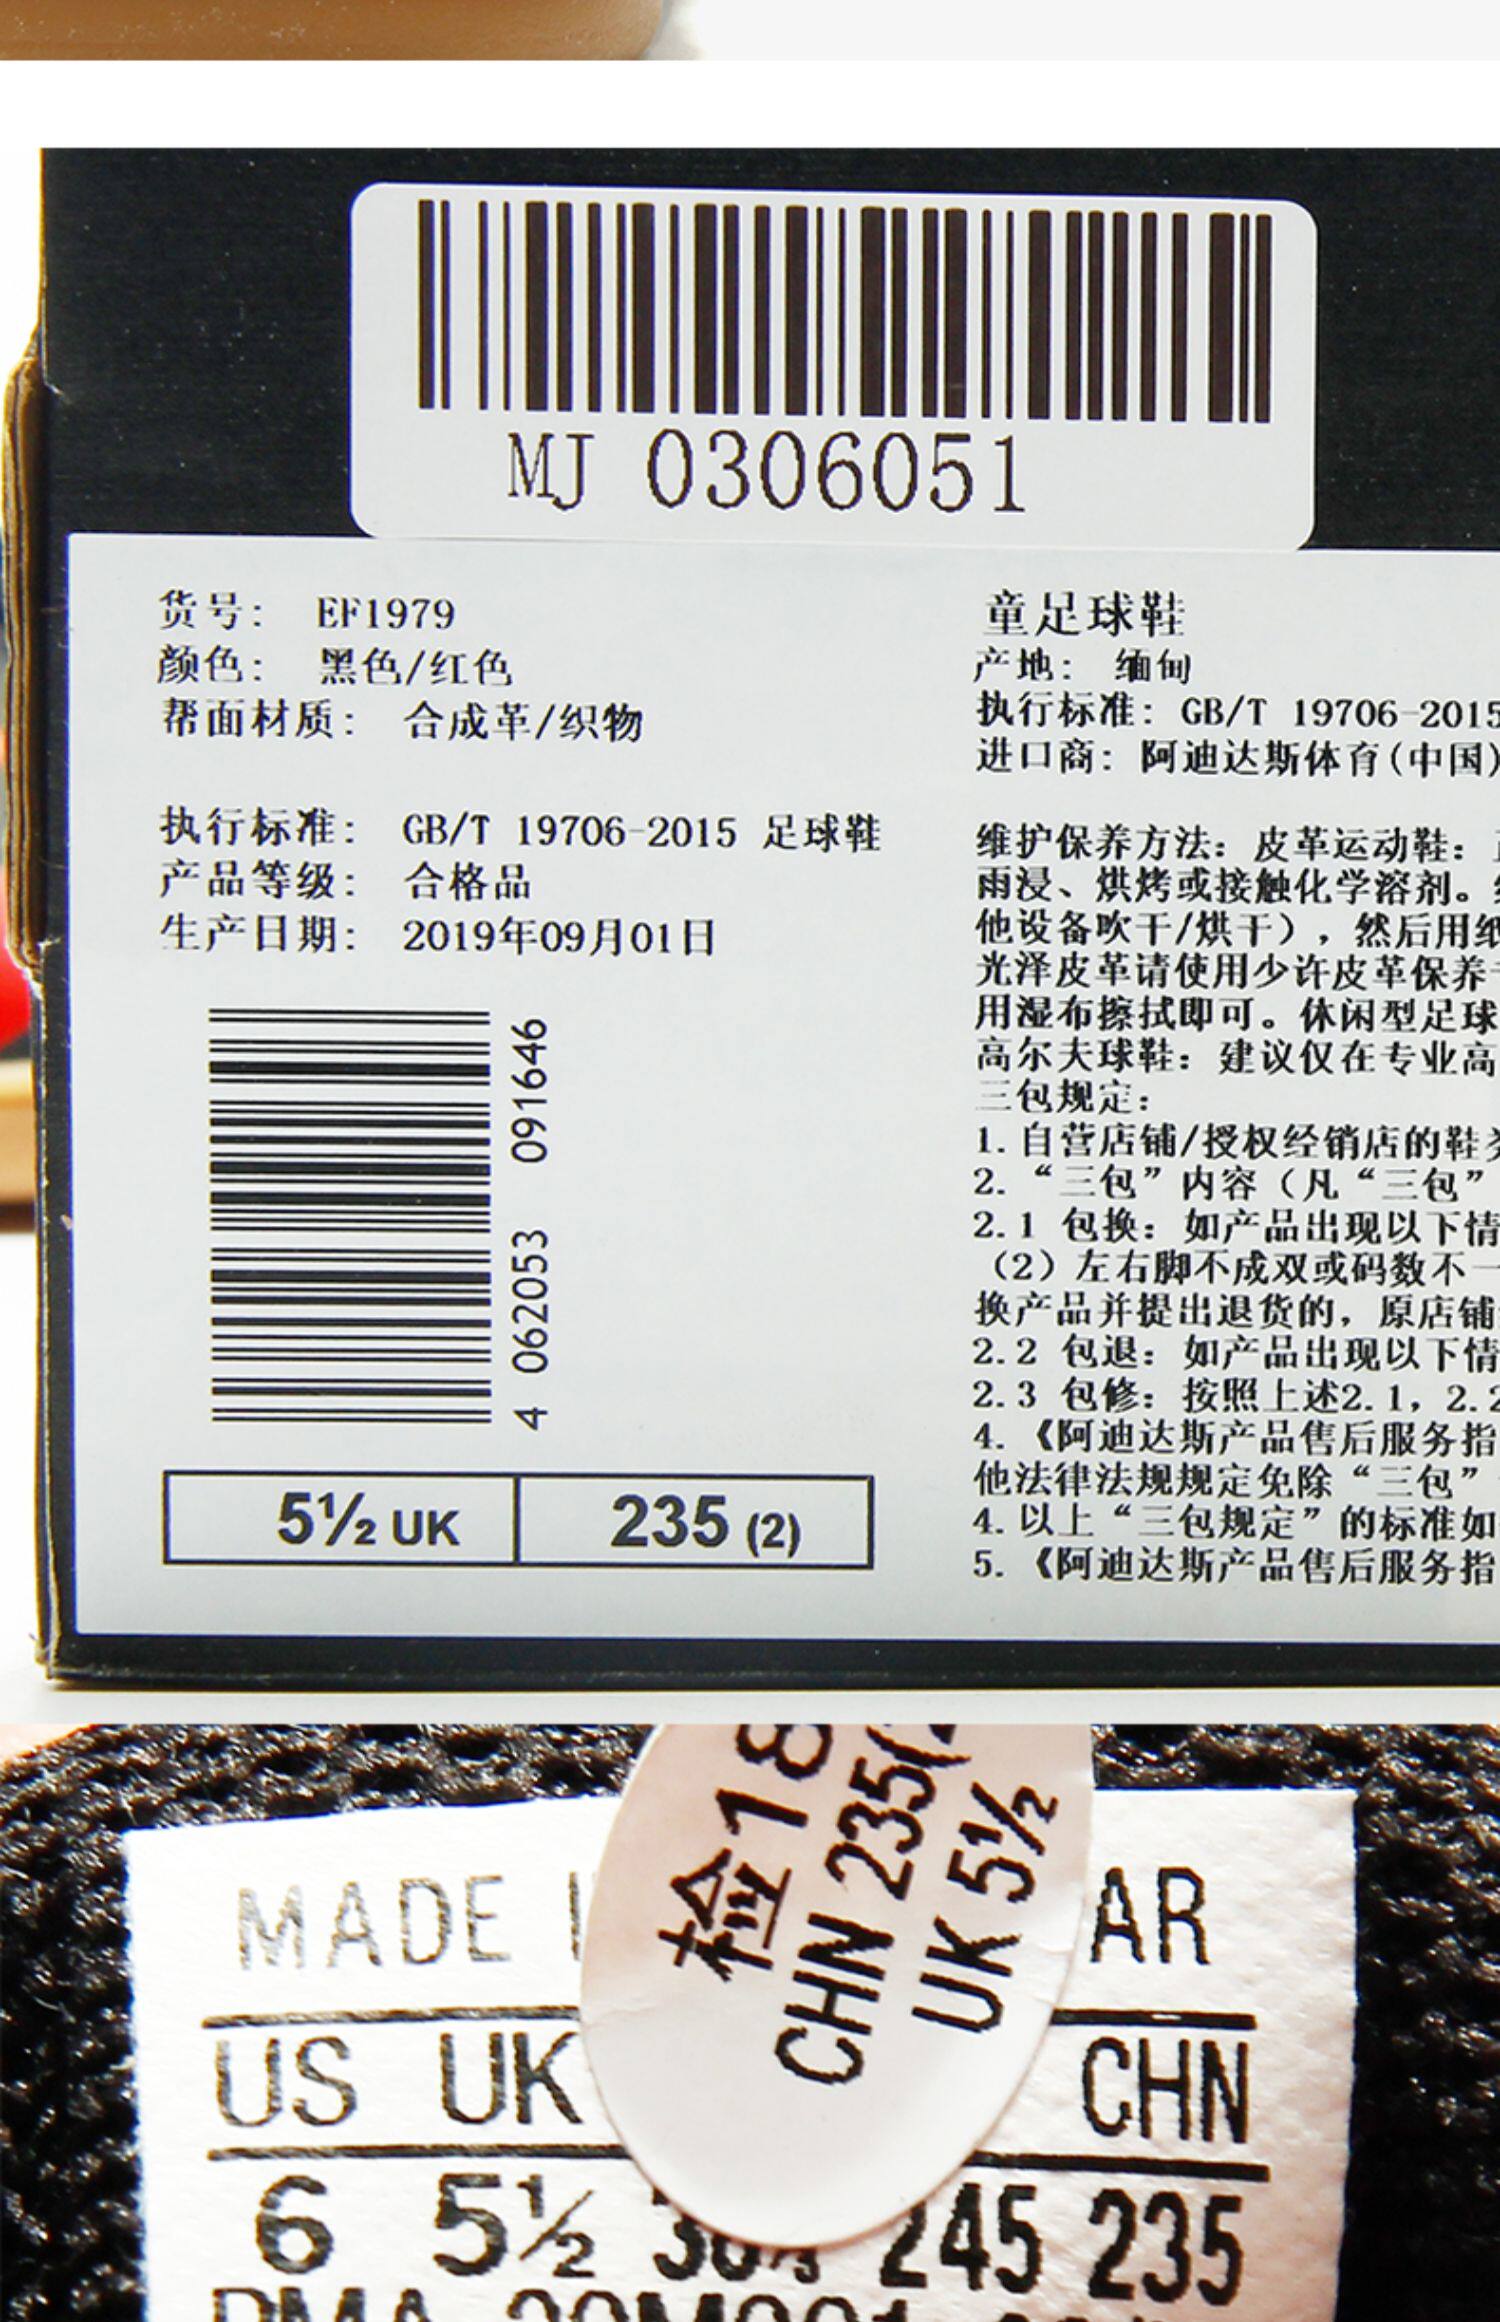 MJ 0306051
货号： EF1979
颜色： 黑色/红色
帮面材质： 合成革/织物
执行标准： GB/T 19706-2015 足球鞋
产品等级： 合格品
生产日期： 2019年09月01日
4 062053 091646
5½ UK 235 (2)
童足球鞋
产地： 缅甸
执行标准：GB/T 19706-2015
进口商：阿迪达斯体育(中国)
维护保养方法：皮革运动鞋：
雨浸、烘烤或接触化学溶剂。
他设备吹干/烘干），然后用纸
光泽皮革请使用少许皮革保养
用湿布擦拭即可。休闲型足球
高尔夫球鞋：建议仅在专业高
三包规定：
1.自营店铺/授权经销店的鞋
2.“三包”内容（凡“三包”
2.1 包换：如产品出现以下情
（2）左右脚不成双或码数不一
换产品并提出退货的，原店铺
2.2 包退：如产品出现以下情
2.3 包修：按照上述2.1，2.2
4.《阿迪达斯产品售后服务指
他法律法规规定免除“三包”
4.以上“三包规定”的标准如
5.《阿迪达斯产品售后服务指
检18
CHN 235(
UK 5½
MADE AR
US UK CHN
6 5½ 245 235